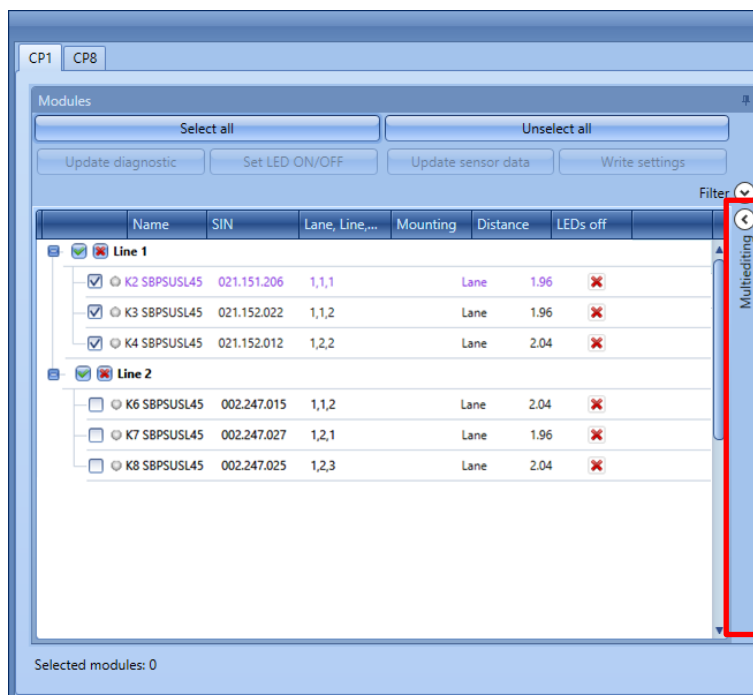 CP1 CP8
Modules
Select all Unselect all
Update diagnostic Set LED ON/OFF Update sensor data Write settings
Filter
Name SIN Lane, Line,... Mounting Distance LEDs off
Multiediting
Line 1
K2 SBPSUSL45 021.151.206 1,1,1 Lane 1.96
K3 SBPSUSL45 021.152.022 1,1,2 Lane 1.96
K4 SBPSUSL45 021.152.012 1,2,2 Lane 2.04
Line 2
K6 SBPSUSL45 002.247.015 1,1,2 Lane 2.04
K7 SBPSUSL45 002.247.027 1,2,1 Lane 1.96
K8 SBPSUSL45 002.247.025 1,2,3 Lane 2.04
Selected modules: 0